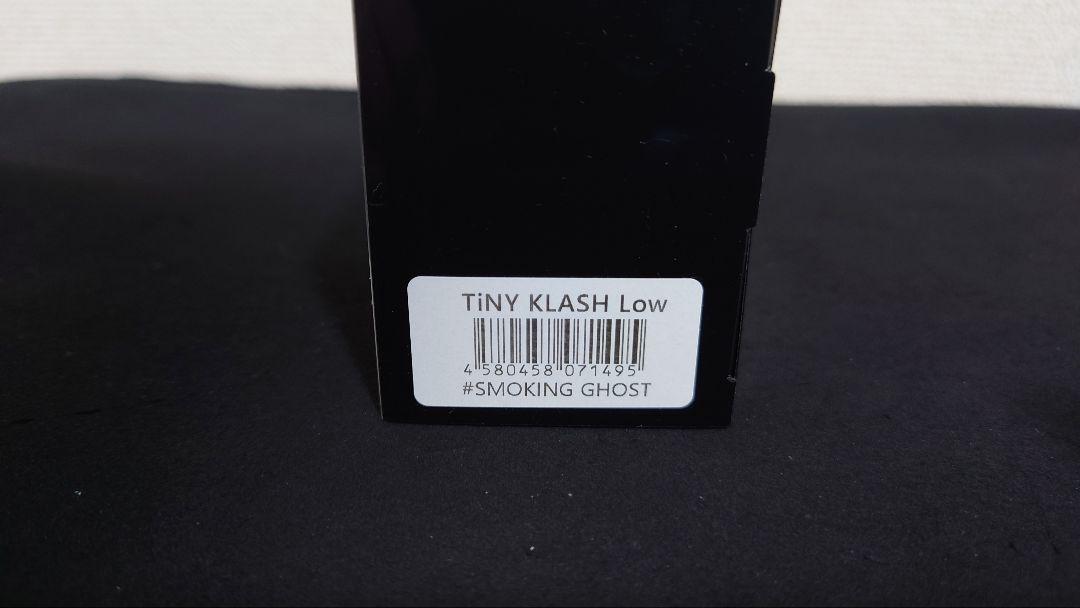 TiNY KLASH Low
4 580458 071495
#SMOKING GHOST